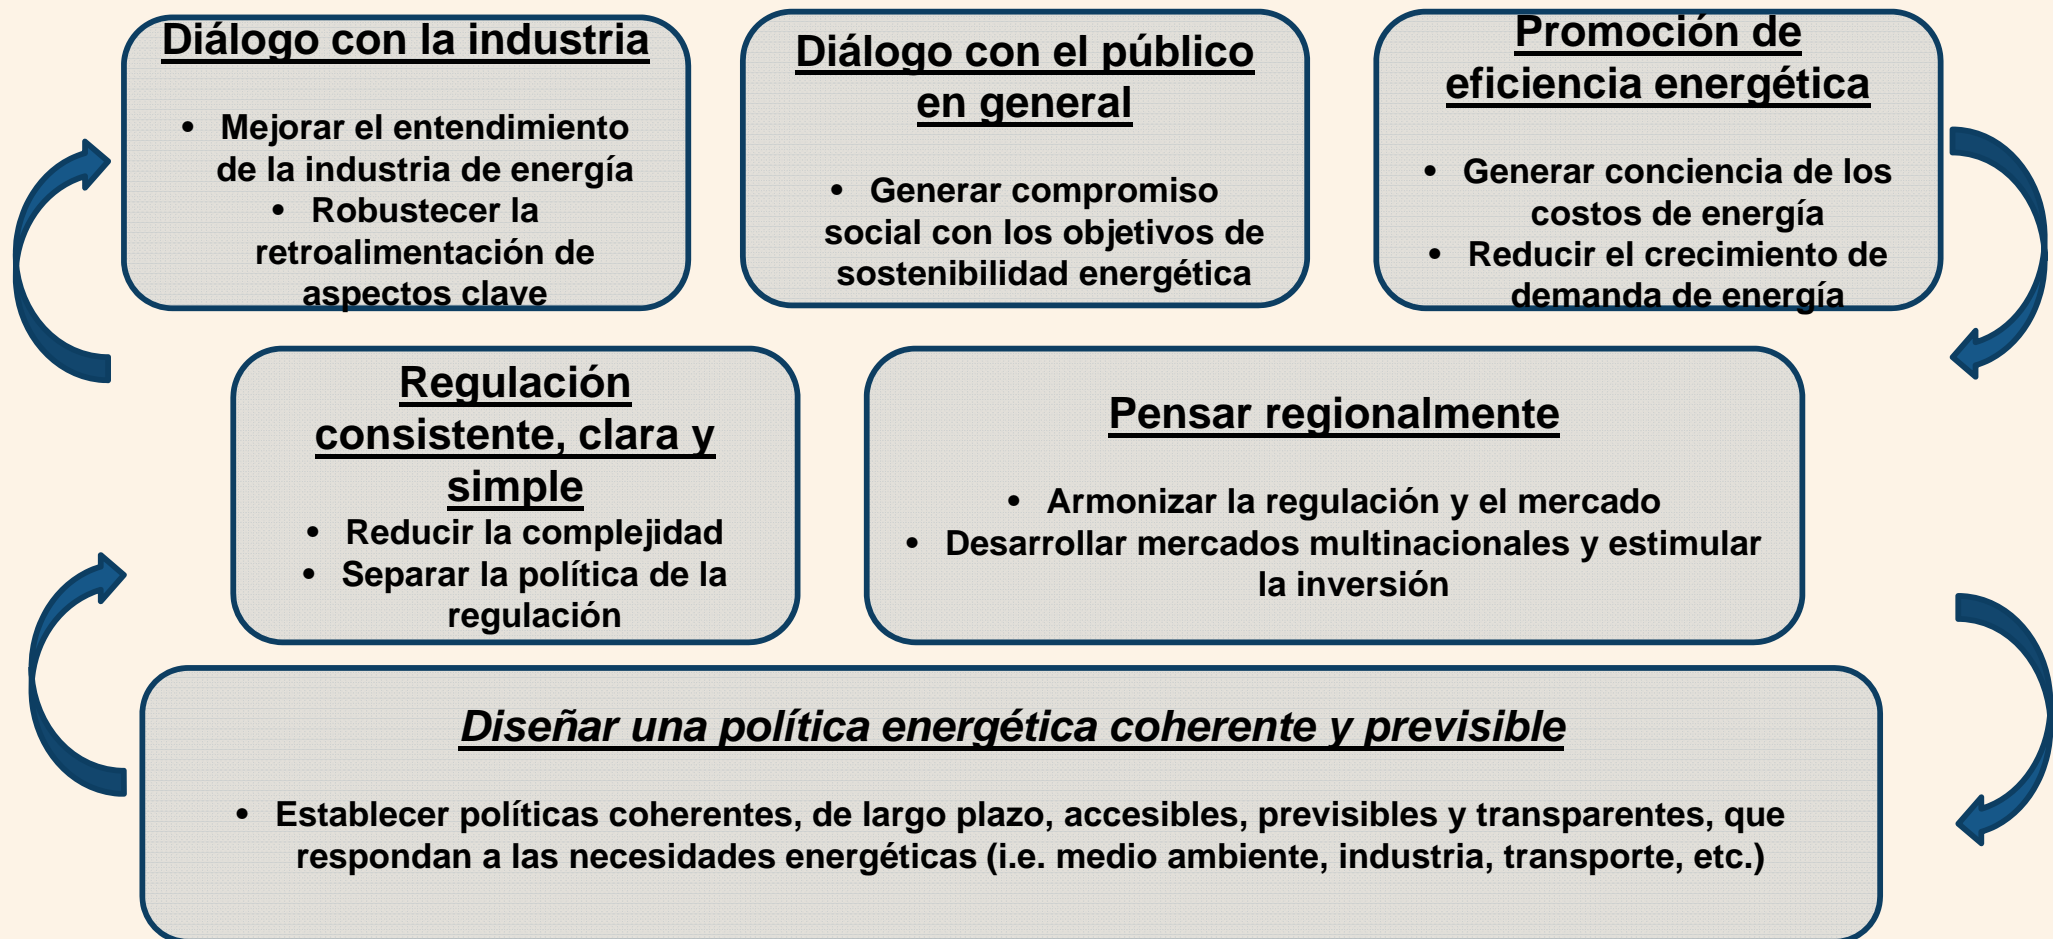 Diálogo con la industria
• Mejorar el entendimiento
de la industria de energía
• Robustecer la
retroalimentación de
aspectos clave
Diálogo con el público
en general
• Generar compromiso
social con los objetivos de
sostenibilidad energética
Promoción de
eficiencia energética
• Generar conciencia de los
costos de energía
• Reducir el crecimiento de
demanda de energía
Regulación
consistente, clara y
simple
• Reducir la complejidad
• Separar la política de la
regulación
Pensar regionalmente
• Armonizar la regulación y el mercado
• Desarrollar mercados multinacionales y estimular
la inversión
Diseñar una política energética coherente y previsible
• Establecer políticas coherentes, de largo plazo, accesibles, previsibles y transparentes, que
respondan a las necesidades energéticas (i.e. medio ambiente, industria, transporte, etc.)